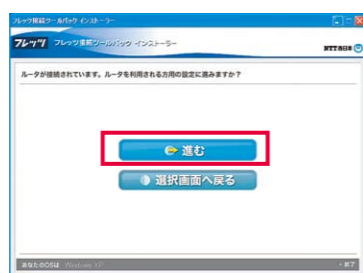 フレッツ接続ツールパック インストーラー
フレッツ フレッツ接続ツールパック インストーラー
NTT西日本
ルータが接続されています。ルータを利用される方用の設定に進みますか？
進む
選択画面へ戻る
あなたのOSは Windows XP
終了